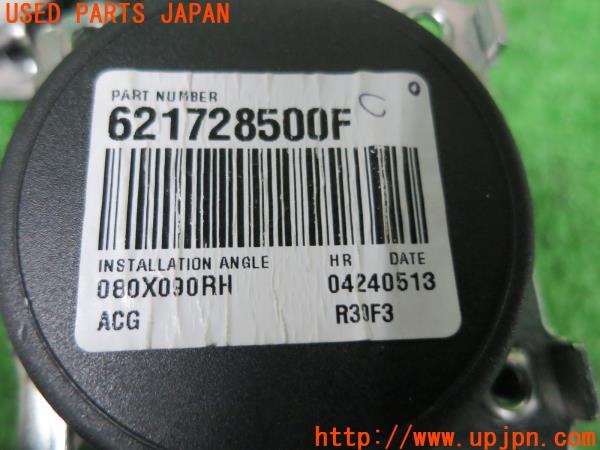 USED PARTS JAPAN
PART NUMBER
621728500F
INSTALLATION ANGLE
HR DATE
080X090RH
04240513
ACG
R30F3
http://www.upjpn.com/